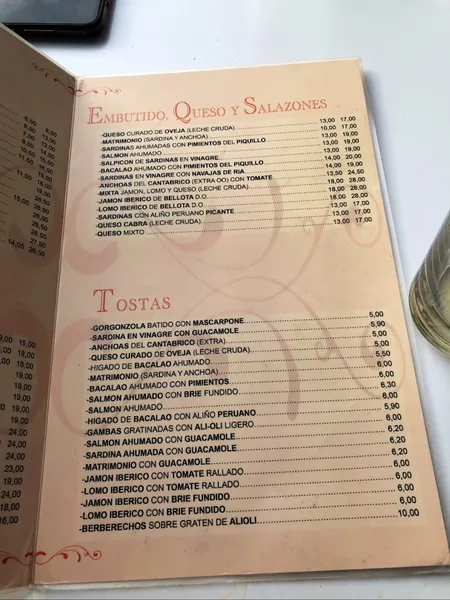 EMBUTIDO, QUESO Y SALAZONES
-QUESO CURADO DE OVEJA (LECHE CRUDA) 13,00 17,00
-MATRIMONIO (SARDINA Y ANCHOA) 10,00 17,00
-SARDINAS AHUMADAS CON PIMIENTOS DEL PIQUILLO 13,00 19,00
-SALMON AHUMADO 13,00 19,00
-SALPICON DE SARDINAS EN VINAGRE 13,00 19,00
-BACALAO AHUMADO CON PIMIENTOS DEL PIQUILLO 14,00 20,00
-SARDINAS EN VINAGRE CON NAVAJAS DE RIA 14,00 19,00
-ANCHOAS DEL CANTABRICO (EXTRA OO) CON TOMATE 13,50 24,50
-MIXTA JAMON, LOMO Y QUESO (LECHE CRUDA) 18,00 28,00
-JAMON IBERICO DE BELLOTA D.O. 18,00 28,00
-LOMO IBERICO DE BELLOTA D.O. 18,00 28,00
-SARDINAS CON ALIÑO PERUANO PICANTE 13,00 17,00
-QUESO CABRA (LECHE CRUDA) 13,00 17,00
-QUESO MIXTO 13,00 17,00
TOSTAS
-GORGONZOLA BATIDO CON MASCARPONE 5,00
-SARDINA EN VINAGRE CON GUACAMOLE 5,90
-ANCHOAS DEL CANTABRICO (EXTRA) 5,00
-QUESO CURADO DE OVEJA (LECHE CRUDA) 5,00
-HIGADO DE BACALAO AHUMADO 5,50
-MATRIMONIO (SARDINA Y ANCHOA) 6,00
-BACALAO AHUMADO CON PIMIENTOS 6,00
-SALMON AHUMADO CON BRIE FUNDIDO 6,30
-SALMON AHUMADO 6,00
-HIGADO DE BACALAO CON ALIÑO PERUANO 5,90
-GAMBAS GRATINADAS CON ALI-OLI LIGERO 6,00
-SALMON AHUMADO CON GUACAMOLE 6,20
-SARDINA AHUMADA CON GUACAMOLE 6,20
-MATRIMONIO CON GUACAMOLE 6,00
-JAMON IBERICO CON TOMATE RALLADO 6,00
-LOMO IBERICO CON TOMATE RALLADO 6,00
-JAMON IBERICO CON BRIE FUNDIDO 6,00
-LOMO IBERICO CON BRIE FUNDIDO 6,00
-BERBERECHOS SOBRE GRATEN DE ALIOLI 10,00